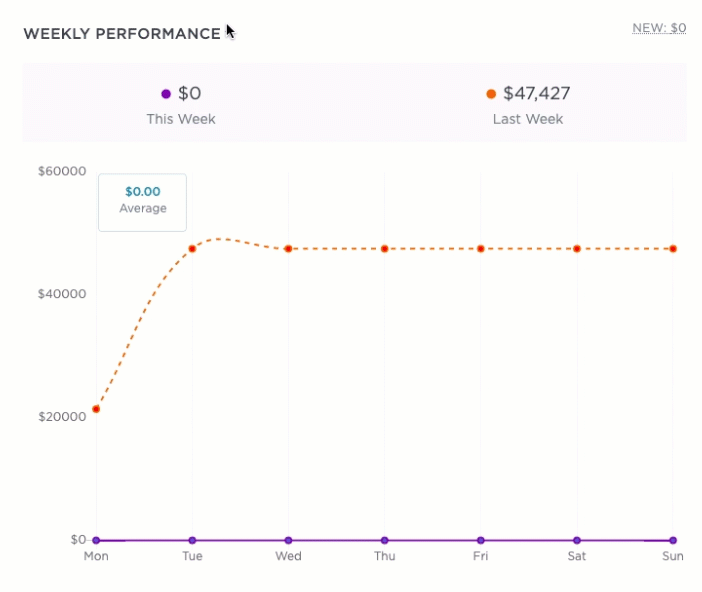 WEEKLY PERFORMANCE
NEW: $0
$0
This Week
$47,427
Last Week
$60000
$0.00
Average
$40000
$20000
$0
Mon Tue Wed Thu Fri Sat Sun